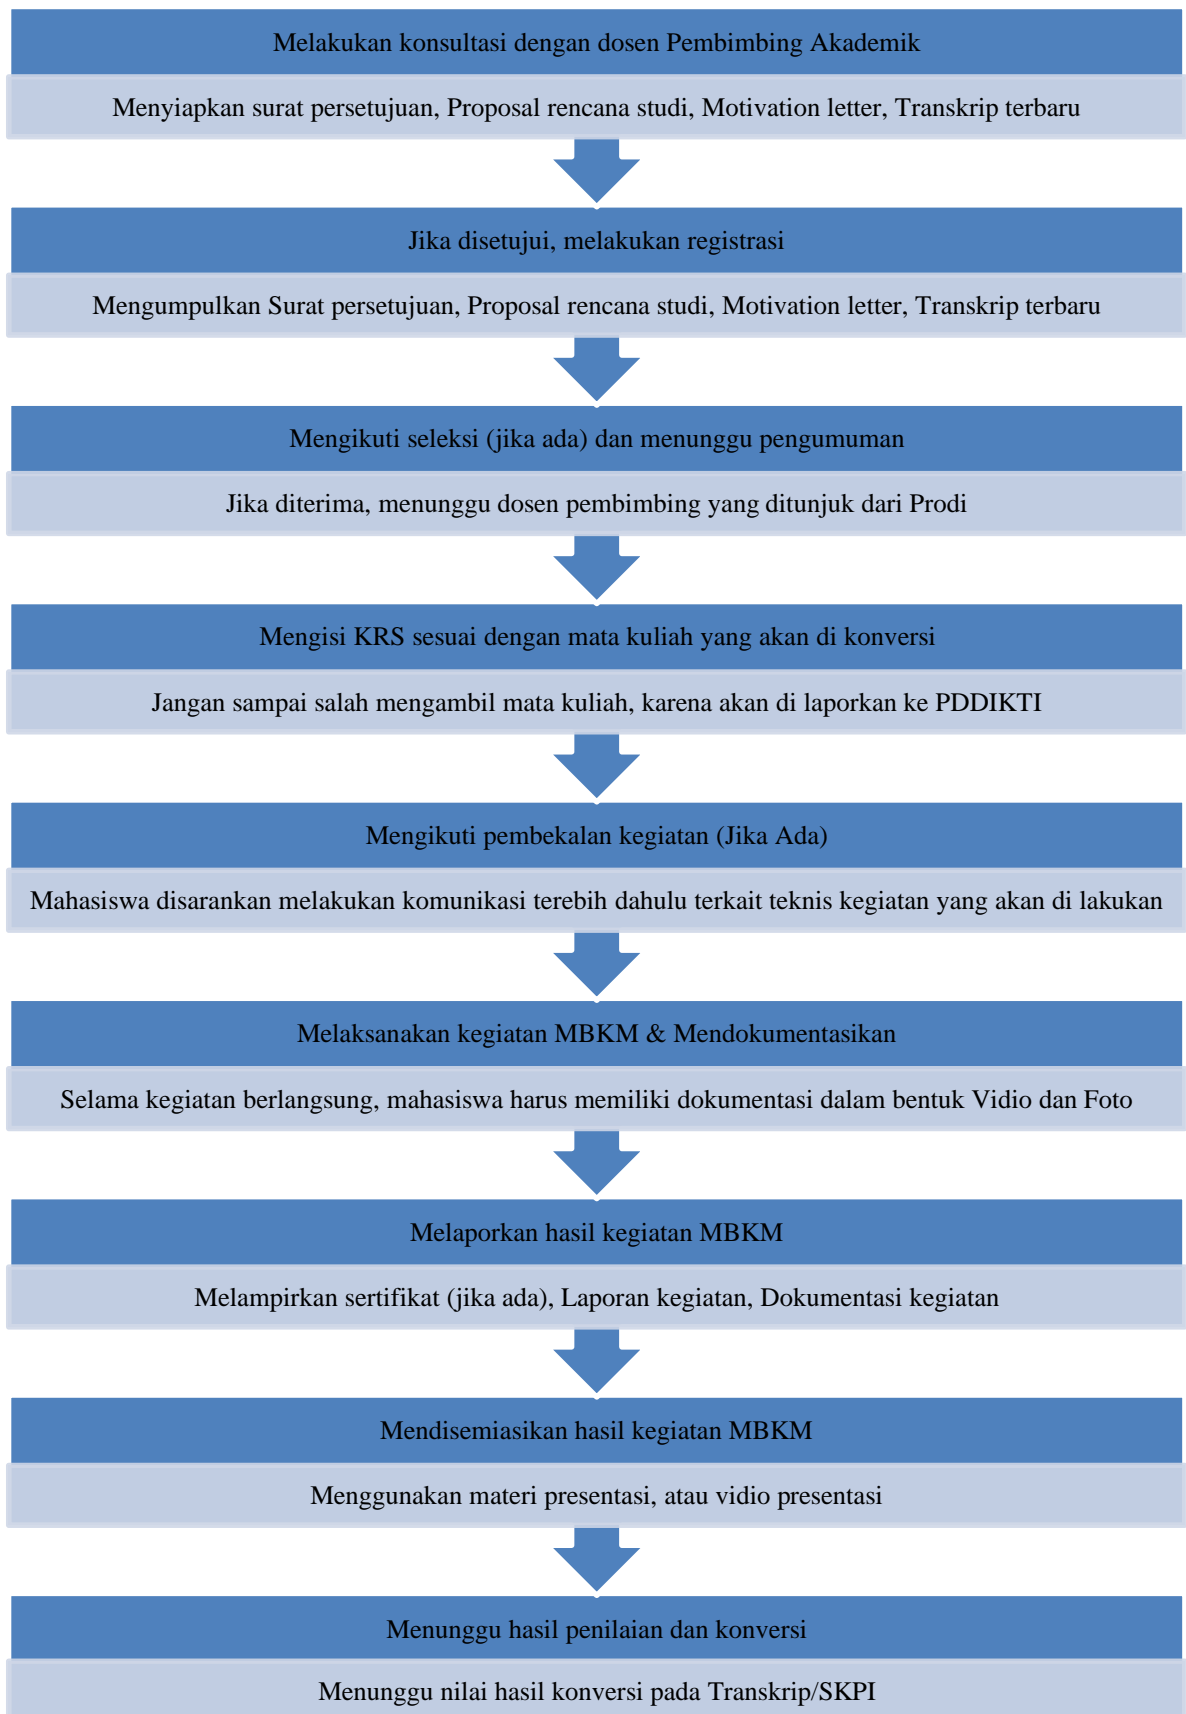 Melakukan konsultasi dengan dosen Pembimbing Akademik
Menyiapkan surat persetujuan, Proposal rencana studi, Motivation letter, Transkrip terbaru
Jika disetujui, melakukan registrasi
Mengumpulkan Surat persetujuan, Proposal rencana studi, Motivation letter, Transkrip terbaru
Mengikuti seleksi (jika ada) dan menunggu pengumuman
Jika diterima, menunggu dosen pembimbing yang ditunjuk dari Prodi
Mengisi KRS sesuai dengan mata kuliah yang akan di konversi
Jangan sampai salah mengambil mata kuliah, karena akan di laporkan ke PDDIKTI
Mengikuti pembekalan kegiatan (Jika Ada)
Mahasiswa disarankan melakukan komunikasi terebih dahulu terkait teknis kegiatan yang akan di lakukan
Melaksanakan kegiatan MBKM & Mendokumentasikan
Selama kegiatan berlangsung, mahasiswa harus memiliki dokumentasi dalam bentuk Vidio dan Foto
Melaporkan hasil kegiatan MBKM
Melampirkan sertifikat (jika ada), Laporan kegiatan, Dokumentasi kegiatan
Mendisemiasikan hasil kegiatan MBKM
Menggunakan materi presentasi, atau vidio presentasi
Menunggu hasil penilaian dan konversi
Menunggu nilai hasil konversi pada Transkrip/SKPI